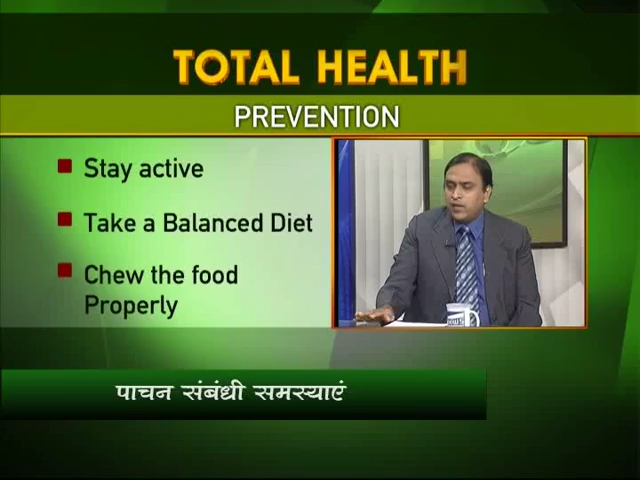 TOTAL HEALTH
PREVENTION
Stay active
Take a Balanced Diet
Chew the food
Properly
पाचन संबंधी समस्याएं